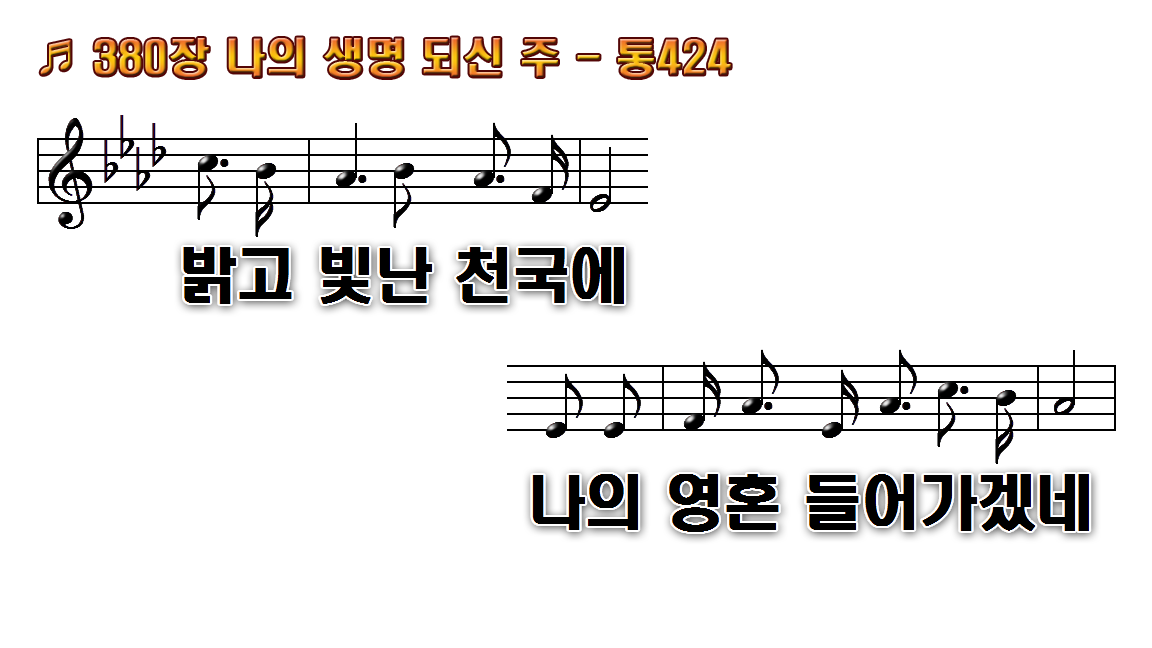 ♬ 380장 나의 생명 되신 주 - 통424
밝고 빛난 천국에
나의 영혼 들어가겠네